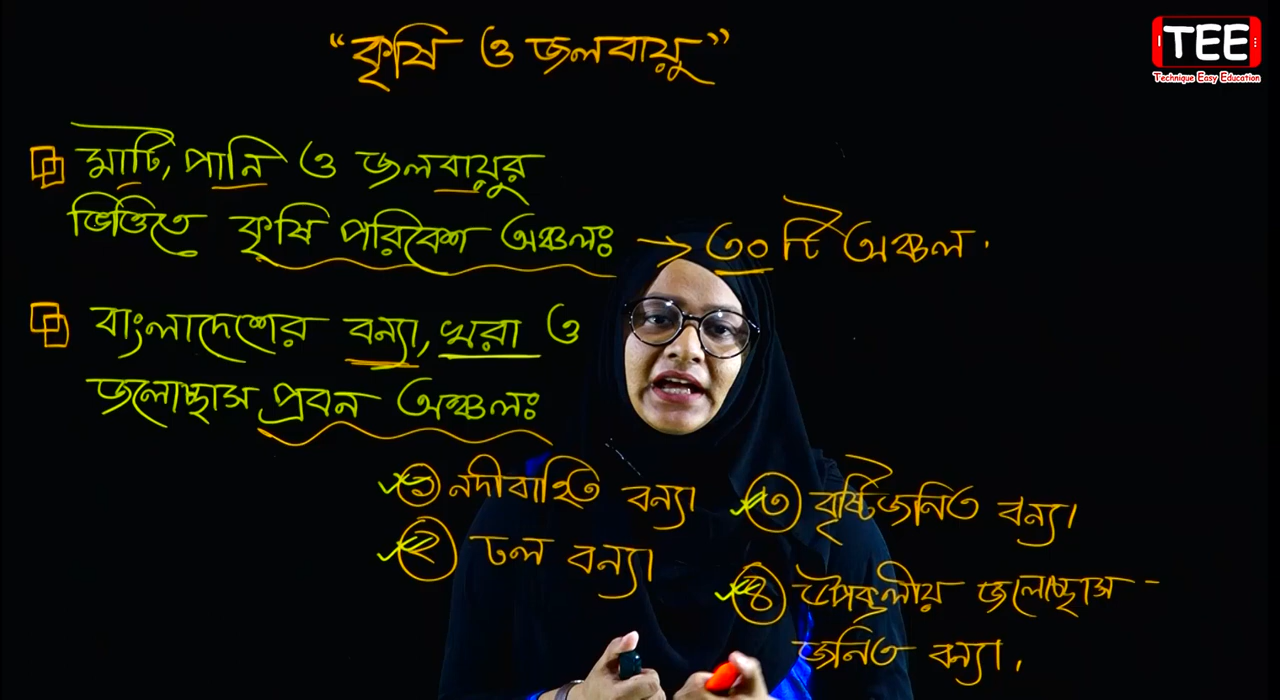 "কৃষি ও জলবায়ু"
TEE
Technique Easy Education
মাটি, পানি ও জলবায়ুর
ভিত্তিতে কৃষি পরিবেশ অঞ্চলঃ → ৩০ টি অঞ্চল.
বাংলাদেশের বন্যা, খরা ও
জলোচ্ছাস প্রবন অঞ্চলঃ
১ নদীবাহিত বন্যা
২ ঢল বন্যা
৩ বৃষ্টিজনিত বন্যা
৪ উপকূলীয় জলোচ্ছাস -
জনিত বন্যা.